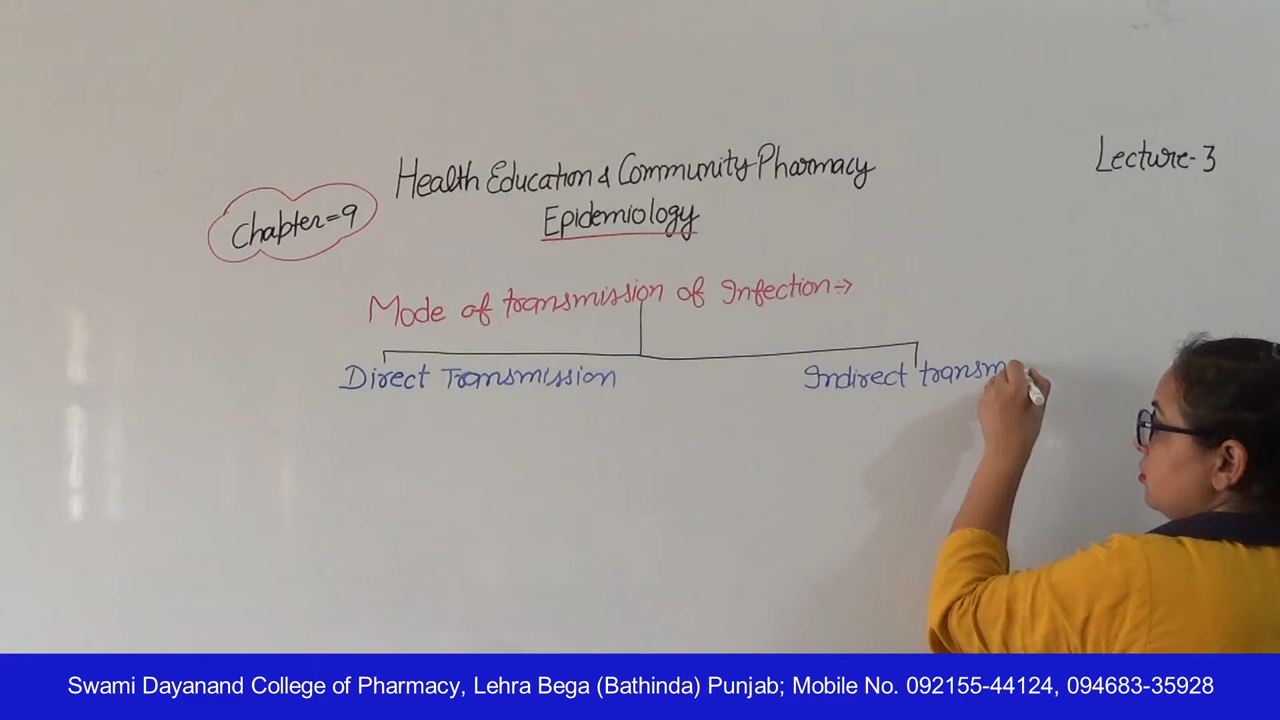 Lecture-3
Health Education & Community Pharmacy
Chapter=9
Epidemiology
Mode of transmission of Infection:→
Direct Transmission
Indirect transm
Swami Dayanand College of Pharmacy, Lehra Bega (Bathinda) Punjab; Mobile No. 092155-44124, 094683-35928